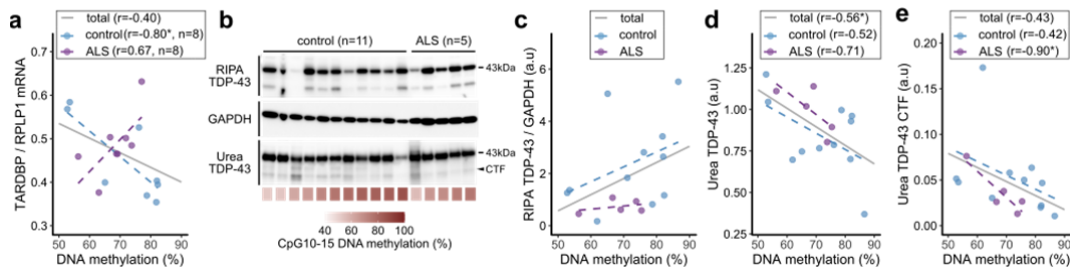 a
total (r=-0.40)
control(r=-0.80*, n=8)
ALS (r=0.67, n=8)
TARDBP / RPLP1 mRNA
0.7
0.6
0.5
0.4
0.3
50 60 70 80 90
DNA methylation (%)
b
control (n=11) ALS (n=5)
RIPA
TDP-43
43kDa
GAPDH
Urea
TDP-43
43kDa
CTF
40 60 80 100
CpG10-15 DNA methylation (%)
c
total
control
ALS
RIPA TDP-43 / GAPDH (a.u)
6
4
2
0
50 60 70 80 90
DNA methylation (%)
d
total (r=-0.56*)
control (r=-0.52)
ALS (r=-0.71)
Urea TDP-43 (a.u)
1.25
1.00
0.75
0.50
0.25
0.00
50 60 70 80 90
DNA methylation (%)
e
total (r=-0.43)
control (r=-0.42)
ALS (r=-0.90*)
Urea TDP-43 CTF (a.u)
0.20
0.15
0.10
0.05
0.00
50 60 70 80 90
DNA methylation (%)